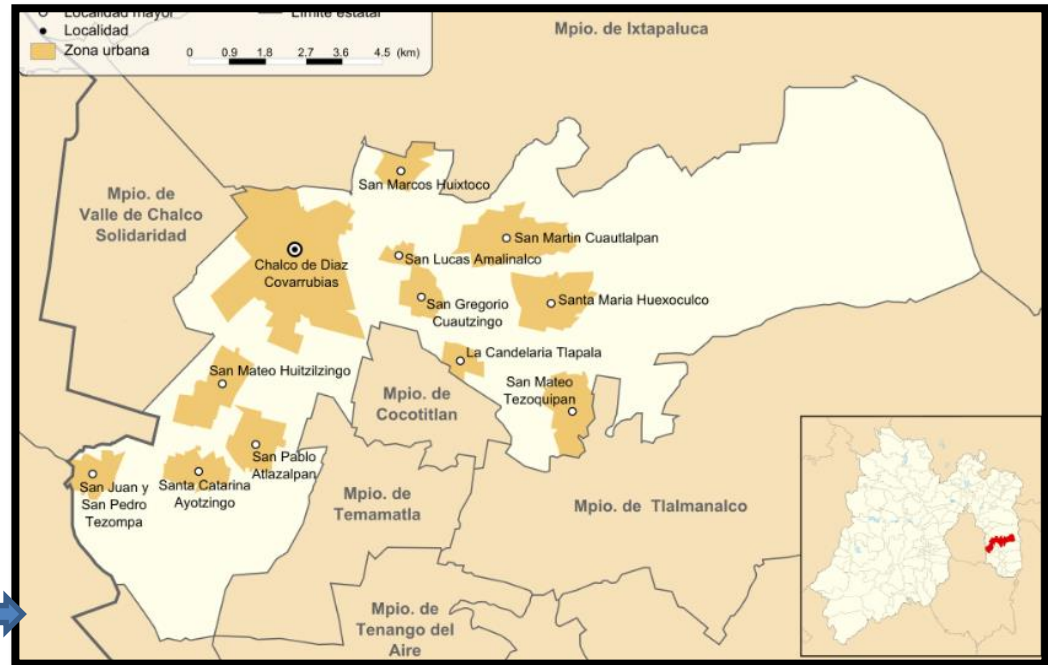 Localidad mayor
Límite estatal
Localidad
Zona urbana
0 0.9 1.8 2.7 3.6 4.5 (km)
Mpio. de Ixtapaluca
Mpio. de
Valle de Chalco
Solidaridad
San Marcos Huixtoco
Chalco de Diaz
Covarrubias
San Lucas Amalinalco
San Martin Cuautlalpan
San Gregorio
Cuautzingo
Santa Maria Huexoculco
La Candelaria Tlapala
San Mateo
Tezoquipan
San Mateo Huitzilzingo
Mpio. de
Cocotitlan
San Pablo
Atlazalpan
San Juan y
San Pedro
Tezompa
Santa Catarina
Ayotzingo
Mpio. de
Temamatla
Mpio. de Tlalmanalco
Mpio. de
Tenango del
Aire